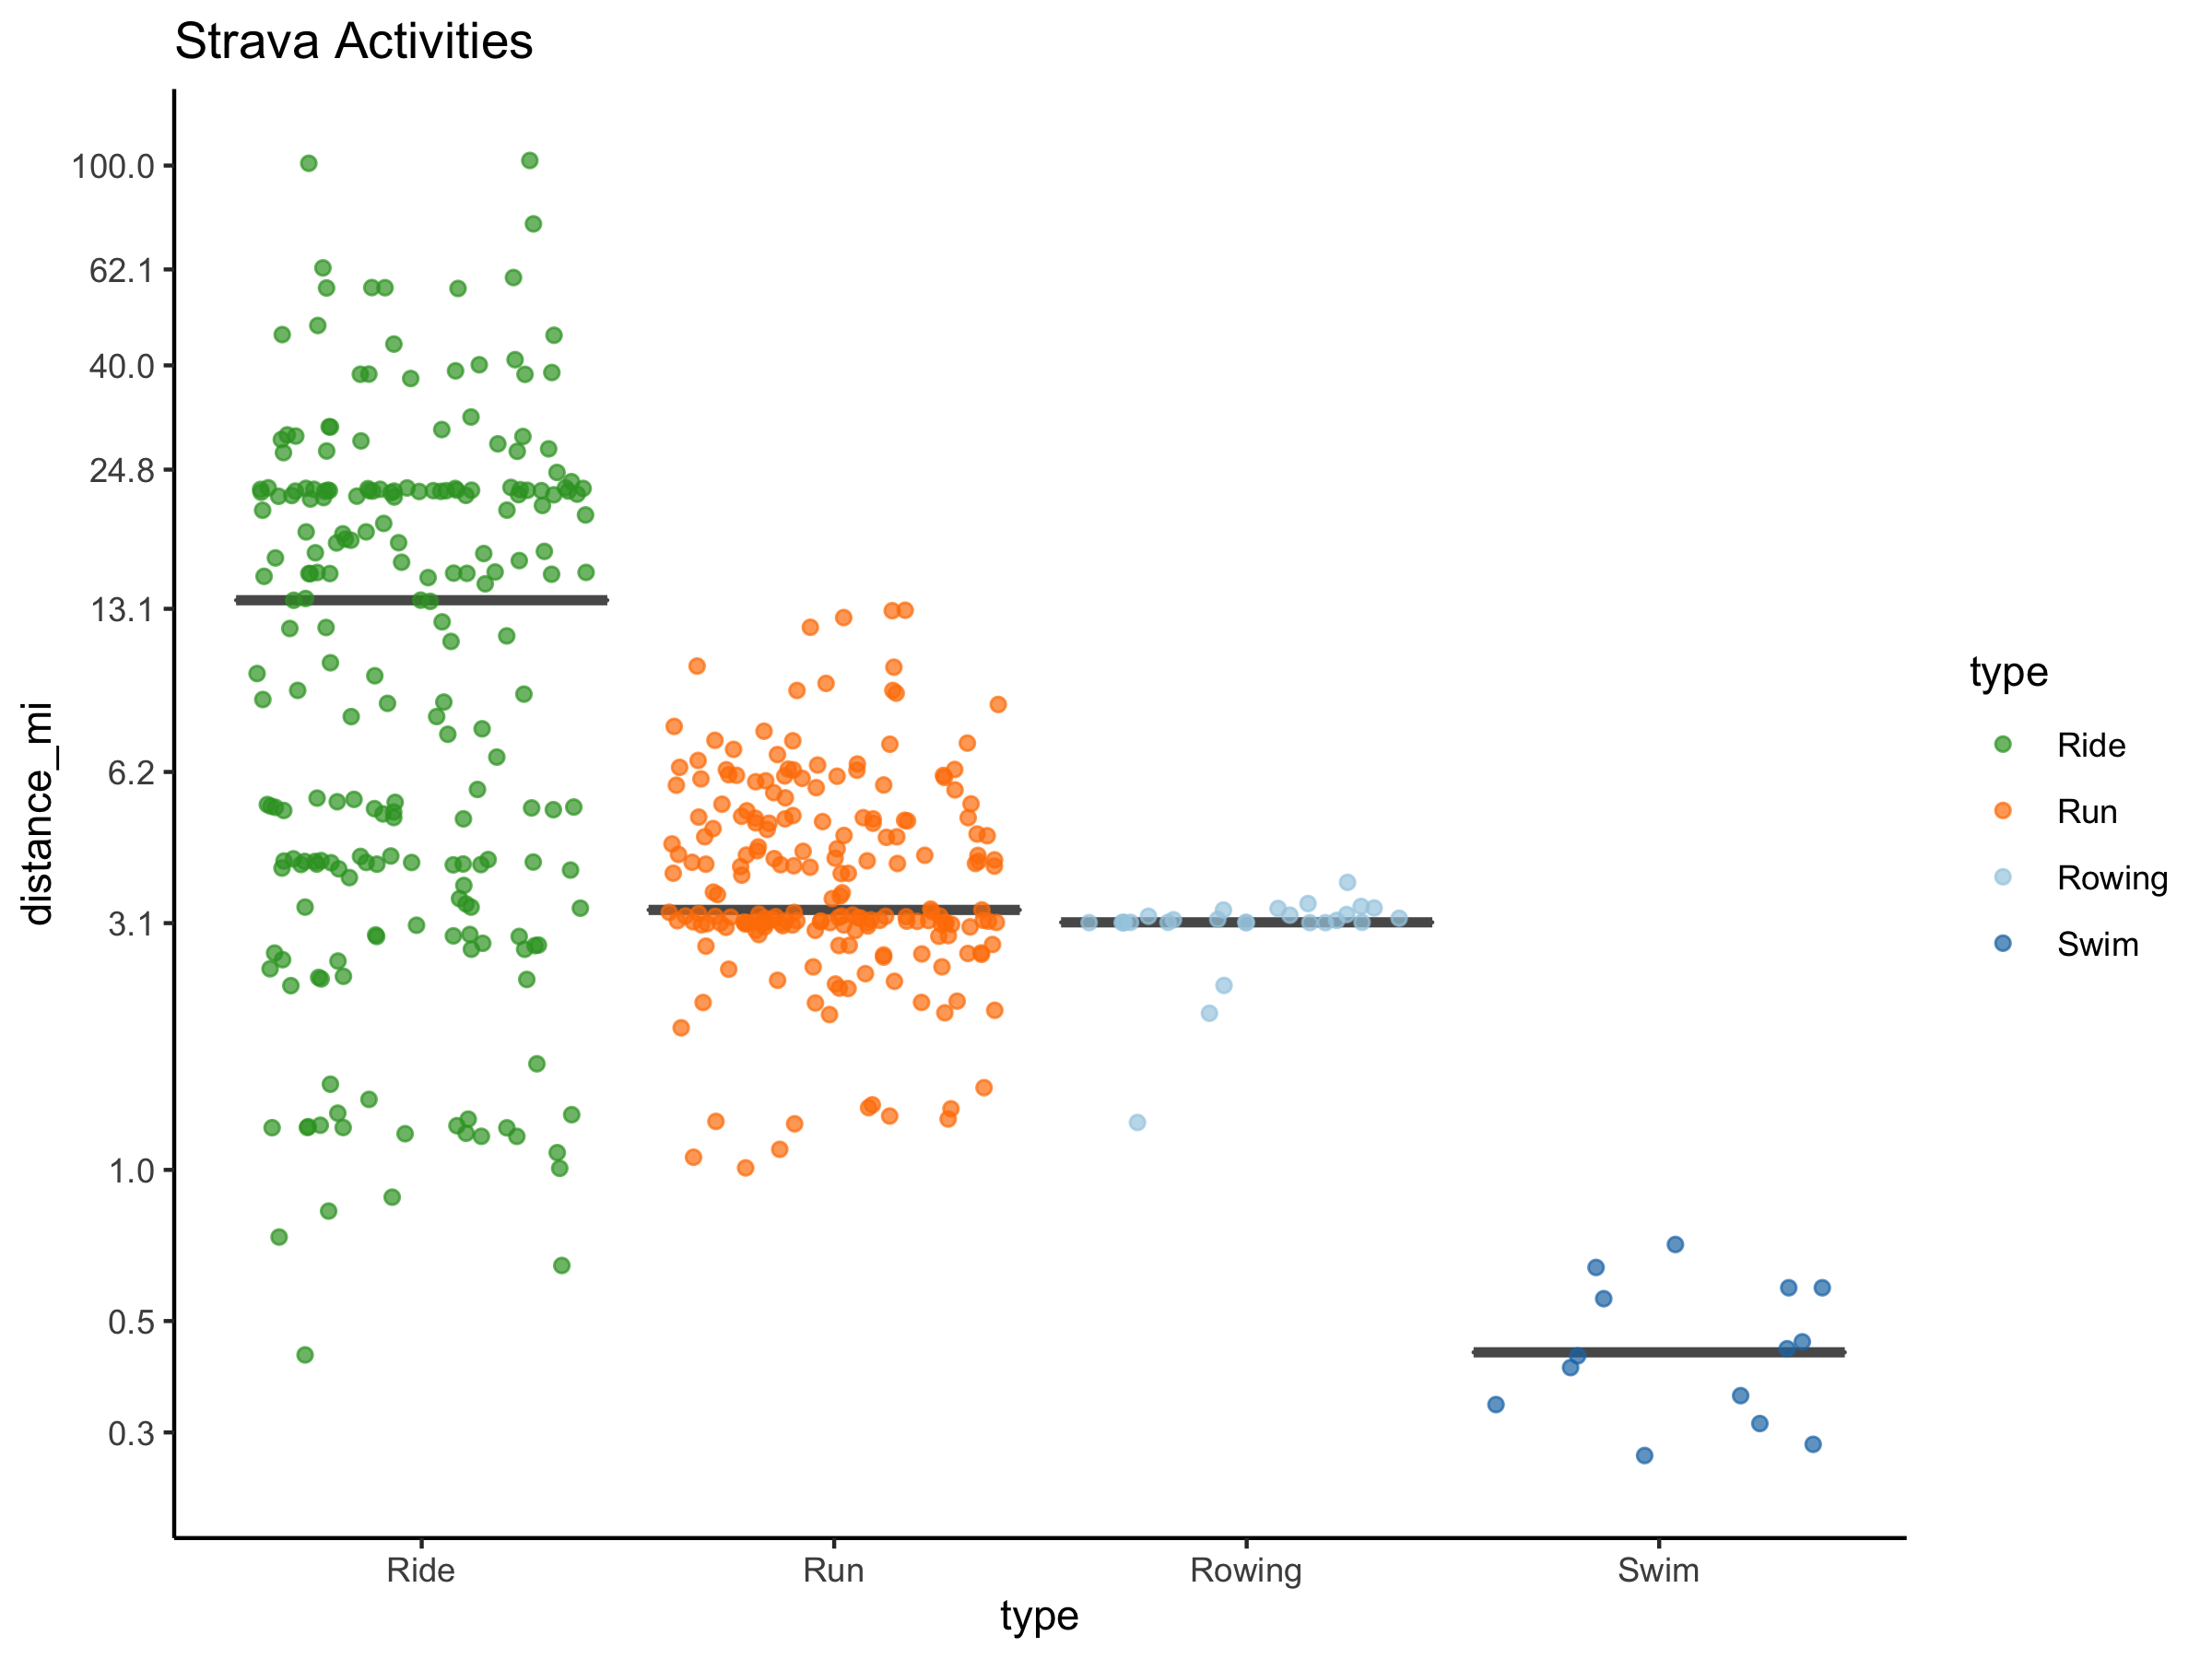 Strava Activities
distance_mi
100.0
62.1
40.0
24.8
13.1
6.2
3.1
1.0
0.5
0.3
Ride
Run
Rowing
Swim
type
type
Ride
Run
Rowing
Swim